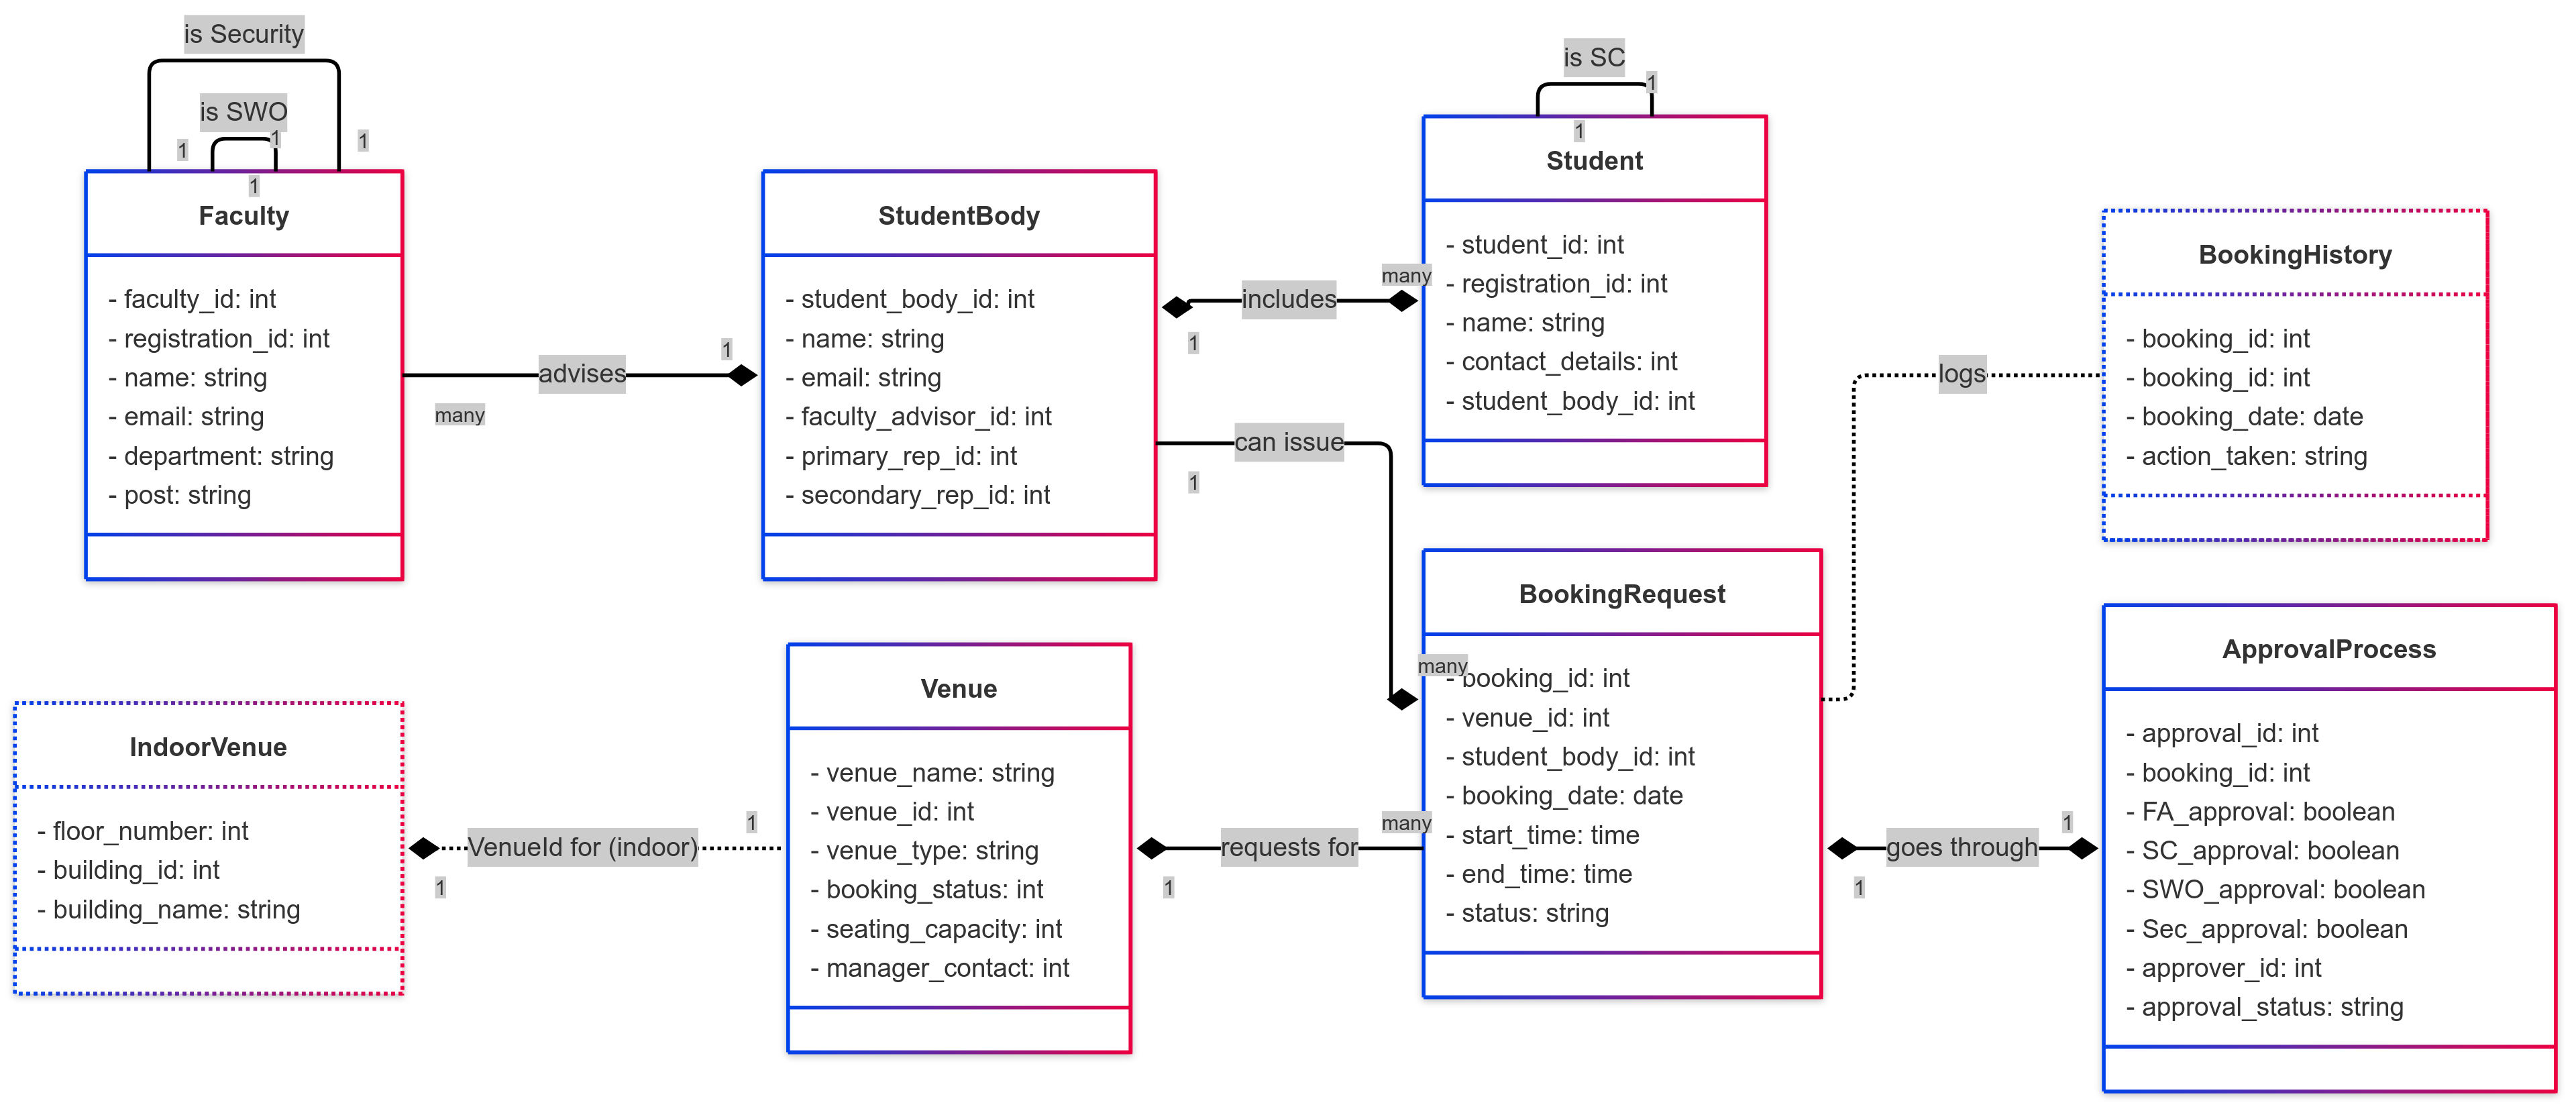 is Security
is SWO
1
1
1
1
Faculty
- faculty_id: int
- registration_id: int
- name: string
- email: string
- department: string
- post: string
advises
many
1
StudentBody
- student_body_id: int
- name: string
- email: string
- faculty_advisor_id: int
- primary_rep_id: int
- secondary_rep_id: int
includes
1
many
can issue
1
many
is SC
1
1
Student
- student_id: int
- registration_id: int
- name: string
- contact_details: int
- student_body_id: int
logs
BookingHistory
- booking_id: int
- booking_id: int
- booking_date: date
- action_taken: string
IndoorVenue
- floor_number: int
- building_id: int
- building_name: string
VenueId for (indoor)
1
1
Venue
- venue_name: string
- venue_id: int
- venue_type: string
- booking_status: int
- seating_capacity: int
- manager_contact: int
requests for
1
many
BookingRequest
- booking_id: int
- venue_id: int
- student_body_id: int
- booking_date: date
- start_time: time
- end_time: time
- status: string
goes through
1
1
ApprovalProcess
- approval_id: int
- booking_id: int
- FA_approval: boolean
- SC_approval: boolean
- SWO_approval: boolean
- Sec_approval: boolean
- approver_id: int
- approval_status: string